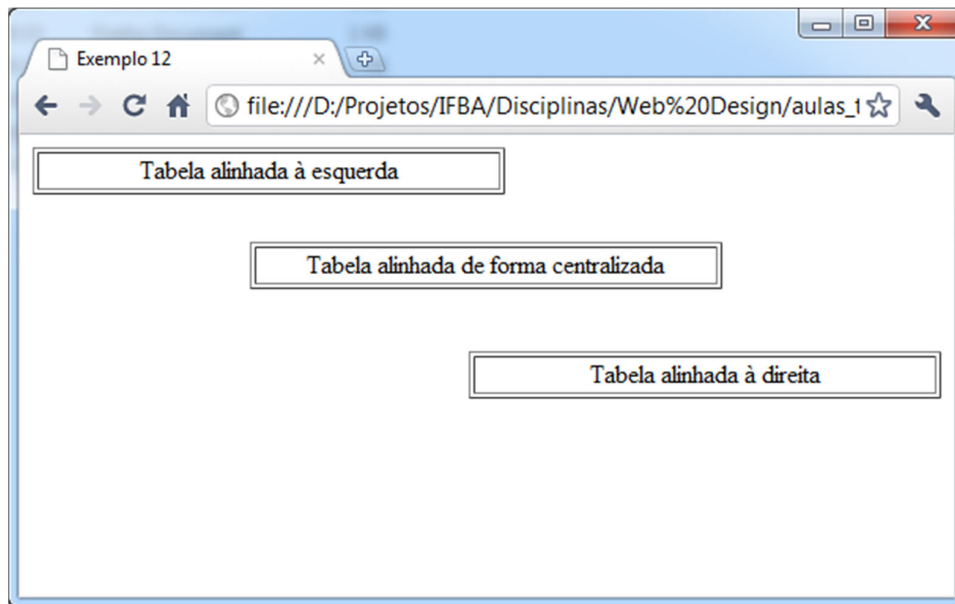 Exemplo 12
file:///D:/Projetos/IFBA/Disciplinas/Web%20Design/aulas_t
Tabela alinhada à esquerda
Tabela alinhada de forma centralizada
Tabela alinhada à direita